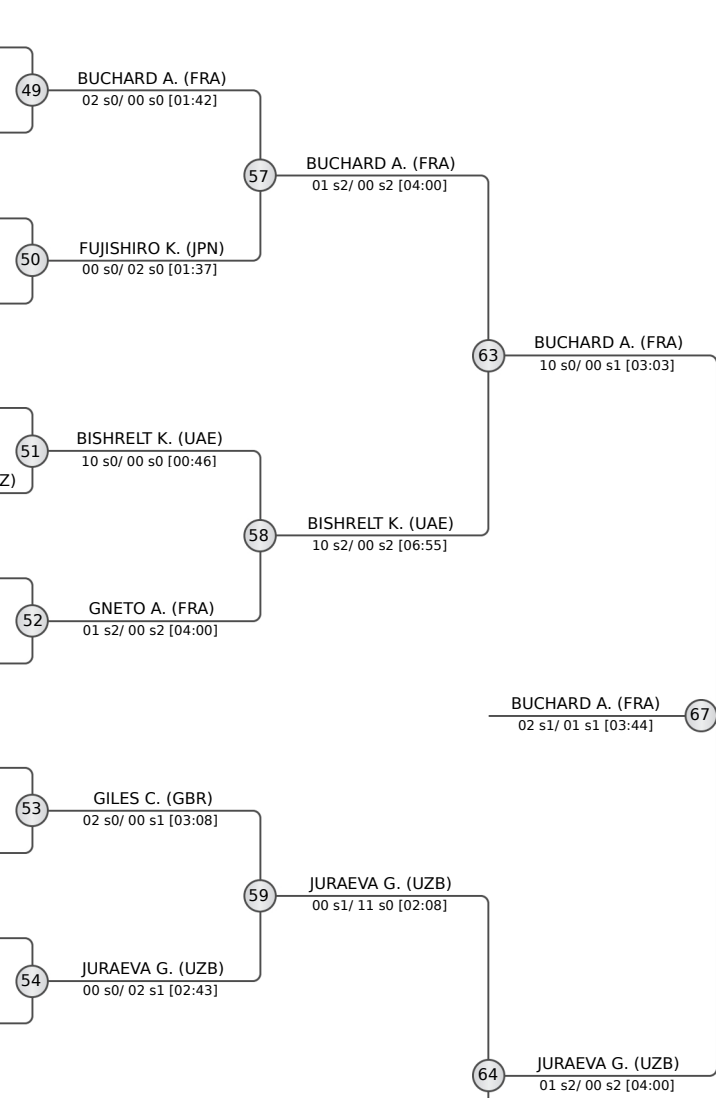 BUCHARD A. (FRA)
49
02 s0/ 00 s0 [01:42]
BUCHARD A. (FRA)
57
01 s2/ 00 s2 [04:00]
FUJISHIRO K. (JPN)
50
00 s0/ 02 s0 [01:37]
BUCHARD A. (FRA)
63
10 s0/ 00 s1 [03:03]
BISHRELT K. (UAE)
51
10 s0/ 00 s0 [00:46]
Z)
BISHRELT K. (UAE)
58
10 s2/ 00 s2 [06:55]
GNETO A. (FRA)
52
01 s2/ 00 s2 [04:00]
BUCHARD A. (FRA)
67
02 s1/ 01 s1 [03:44]
GILES C. (GBR)
53
02 s0/ 00 s1 [03:08]
JURAEVA G. (UZB)
59
00 s1/ 11 s0 [02:08]
JURAEVA G. (UZB)
54
00 s0/ 02 s1 [02:43]
JURAEVA G. (UZB)
64
01 s2/ 00 s2 [04:00]